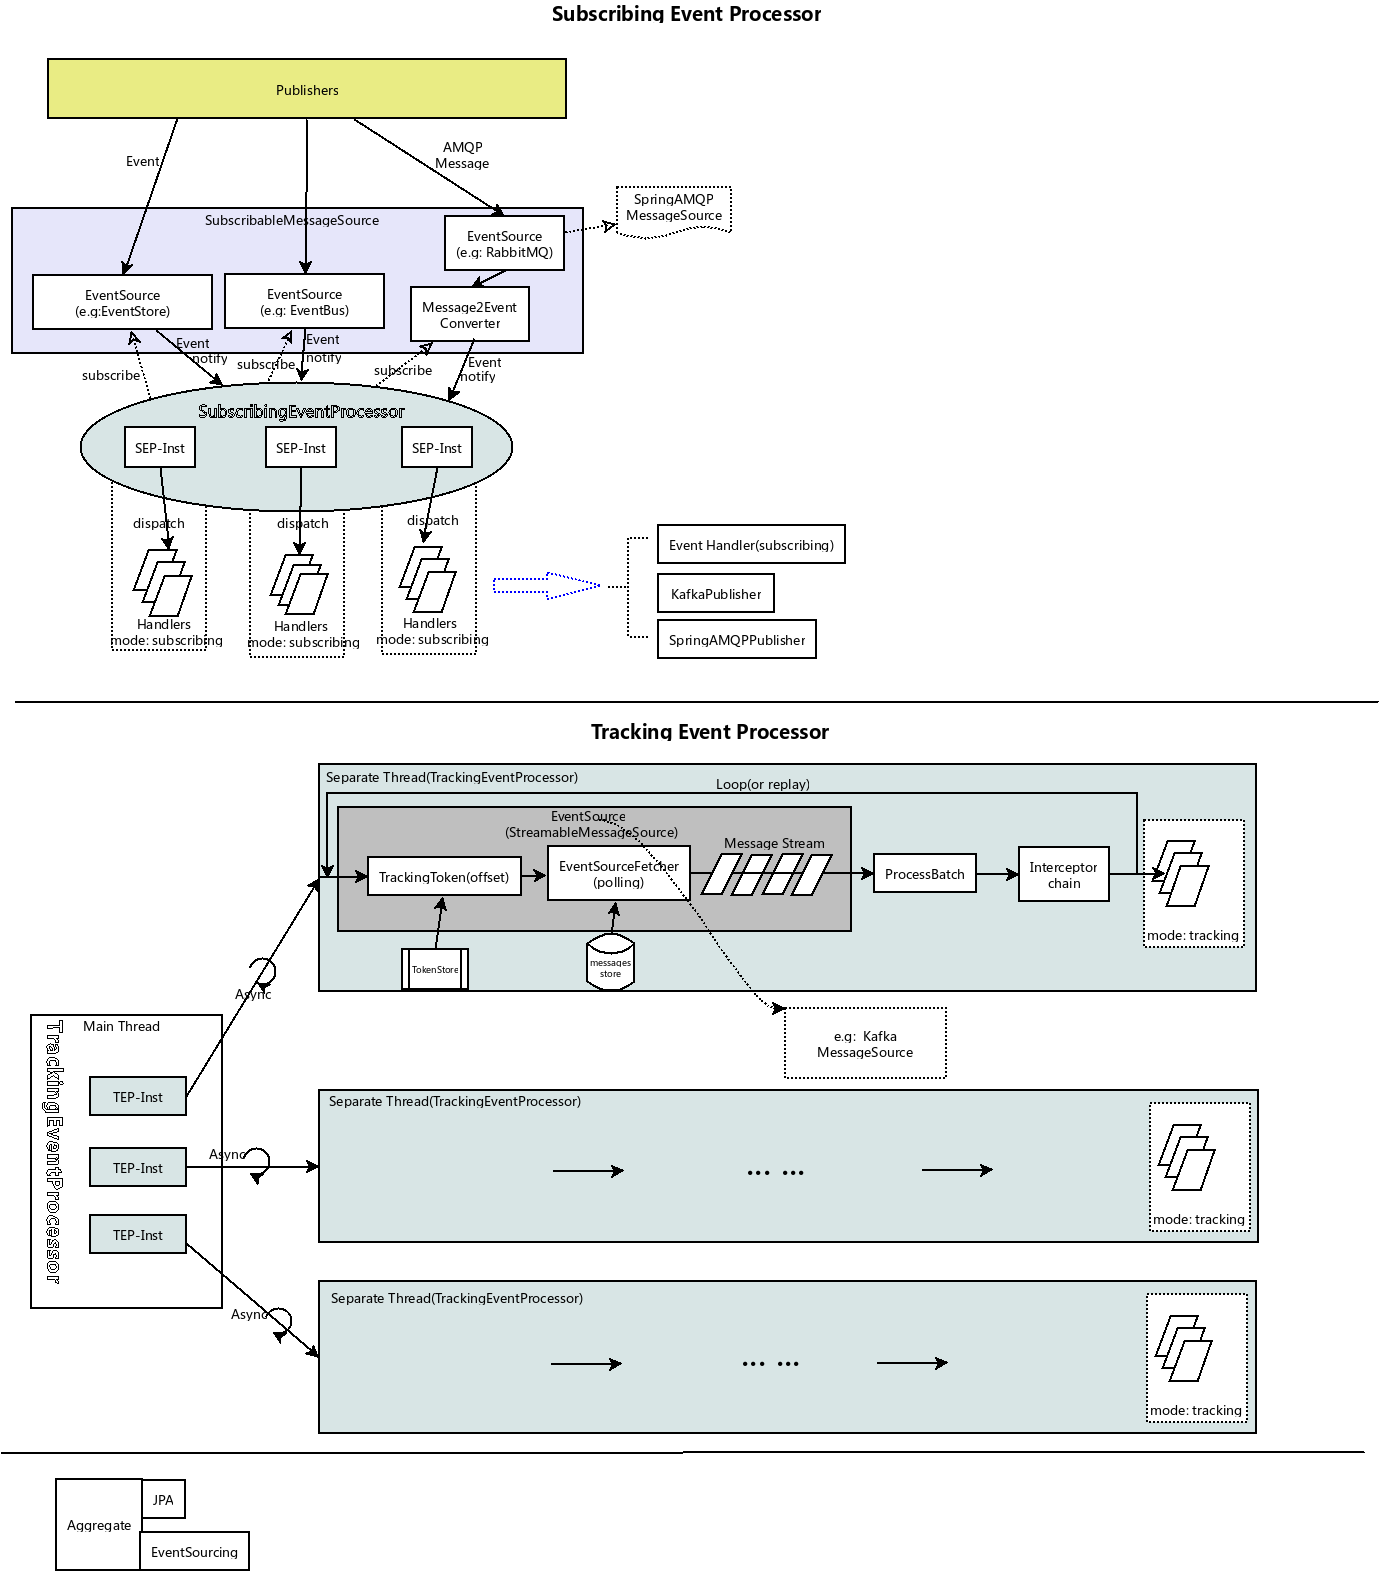 Subscribing Event Processor
Publishers
Event
AMQP
Message
SubscribableMessageSource
SpringAMQP
MessageSource
EventSource
(e.g: RabbitMQ)
EventSource
(e.g:EventStore)
EventSource
(e.g: EventBus)
Message2Event
Converter
Event
notify
Event
notify
Event
notify
subscribe
subscribe
subscribe
SubscribingEventProcessor
SEP-Inst
SEP-Inst
SEP-Inst
dispatch
dispatch
dispatch
Handlers
mode: subscribing
Handlers
mode: subscribing
Handlers
mode: subscribing
Event Handler(subscribing)
KafkaPublisher
SpringAMQPPublisher
Tracking Event Processor
Separate Thread(TrackingEventProcessor)
Loop(or replay)
EventSource
(StreamableMessageSource)
Message Stream
TrackingToken(offset)
EventSourceFetcher
(polling)
ProcessBatch
Interceptor
chain
mode: tracking
TokenStore
messages
store
Async
e.g: Kafka
MessageSource
Main Thread
TrackingEventProcessor
TEP-Inst
TEP-Inst
TEP-Inst
Async
Separate Thread(TrackingEventProcessor)
... ...
mode: tracking
Async
Separate Thread(TrackingEventProcessor)
... ...
mode: tracking
Aggregate
JPA
EventSourcing